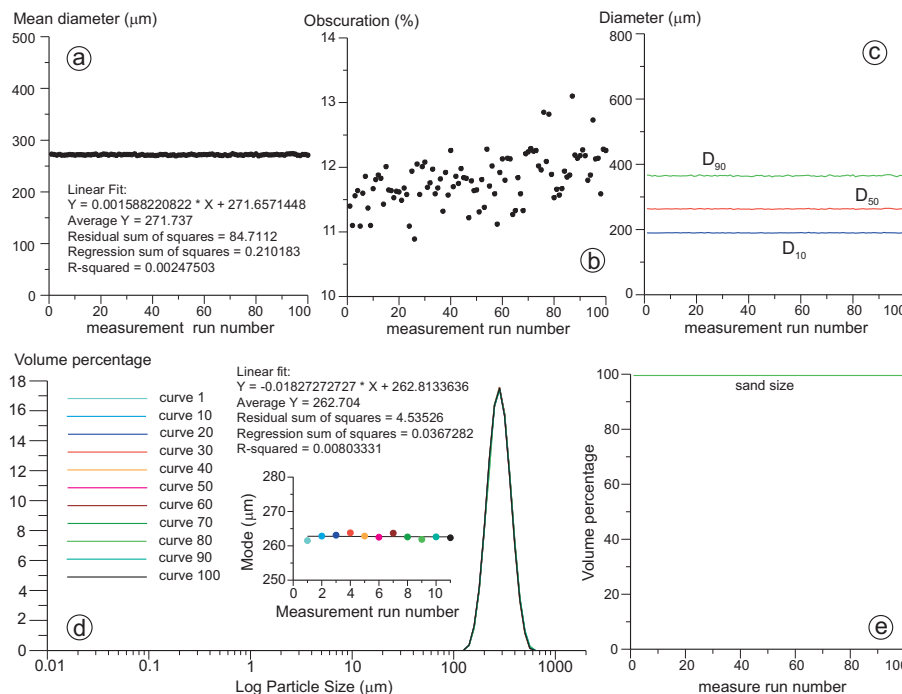 Mean diameter (μm)
500
400
300
200
100
0
0 20 40 60 80 100
measurement run number
a
Linear Fit:
Y = 0.001588220822 * X + 271.6571448
Average Y = 271.737
Residual sum of squares = 84.7112
Regression sum of squares = 0.210183
R-squared = 0.00247503
Obscuration (%)
14
13
12
11
10
0 20 40 60 80 100
measurement run number
b
Diameter (μm)
800
600
400
200
0
0 20 40 60 80 100
measurement run number
c
D90
D50
D10
Volume percentage
18
16
14
12
10
8
6
4
2
0
0.01 0.1 1 10 100 1000
Log Particle Size (μm)
d
curve 1
curve 10
curve 20
curve 30
curve 40
curve 50
curve 60
curve 70
curve 80
curve 90
curve 100
Linear fit:
Y = -0.01827272727 * X + 262.8133636
Average Y = 262.704
Residual sum of squares = 4.53526
Regression sum of squares = 0.0367282
R-squared = 0.00803331
Mode (μm)
280
270
260
250
0 2 4 6 8 10
Measurement run number
Volume percentage
100
80
60
40
20
0
0 20 40 60 80 100
measure run number
sand size
e